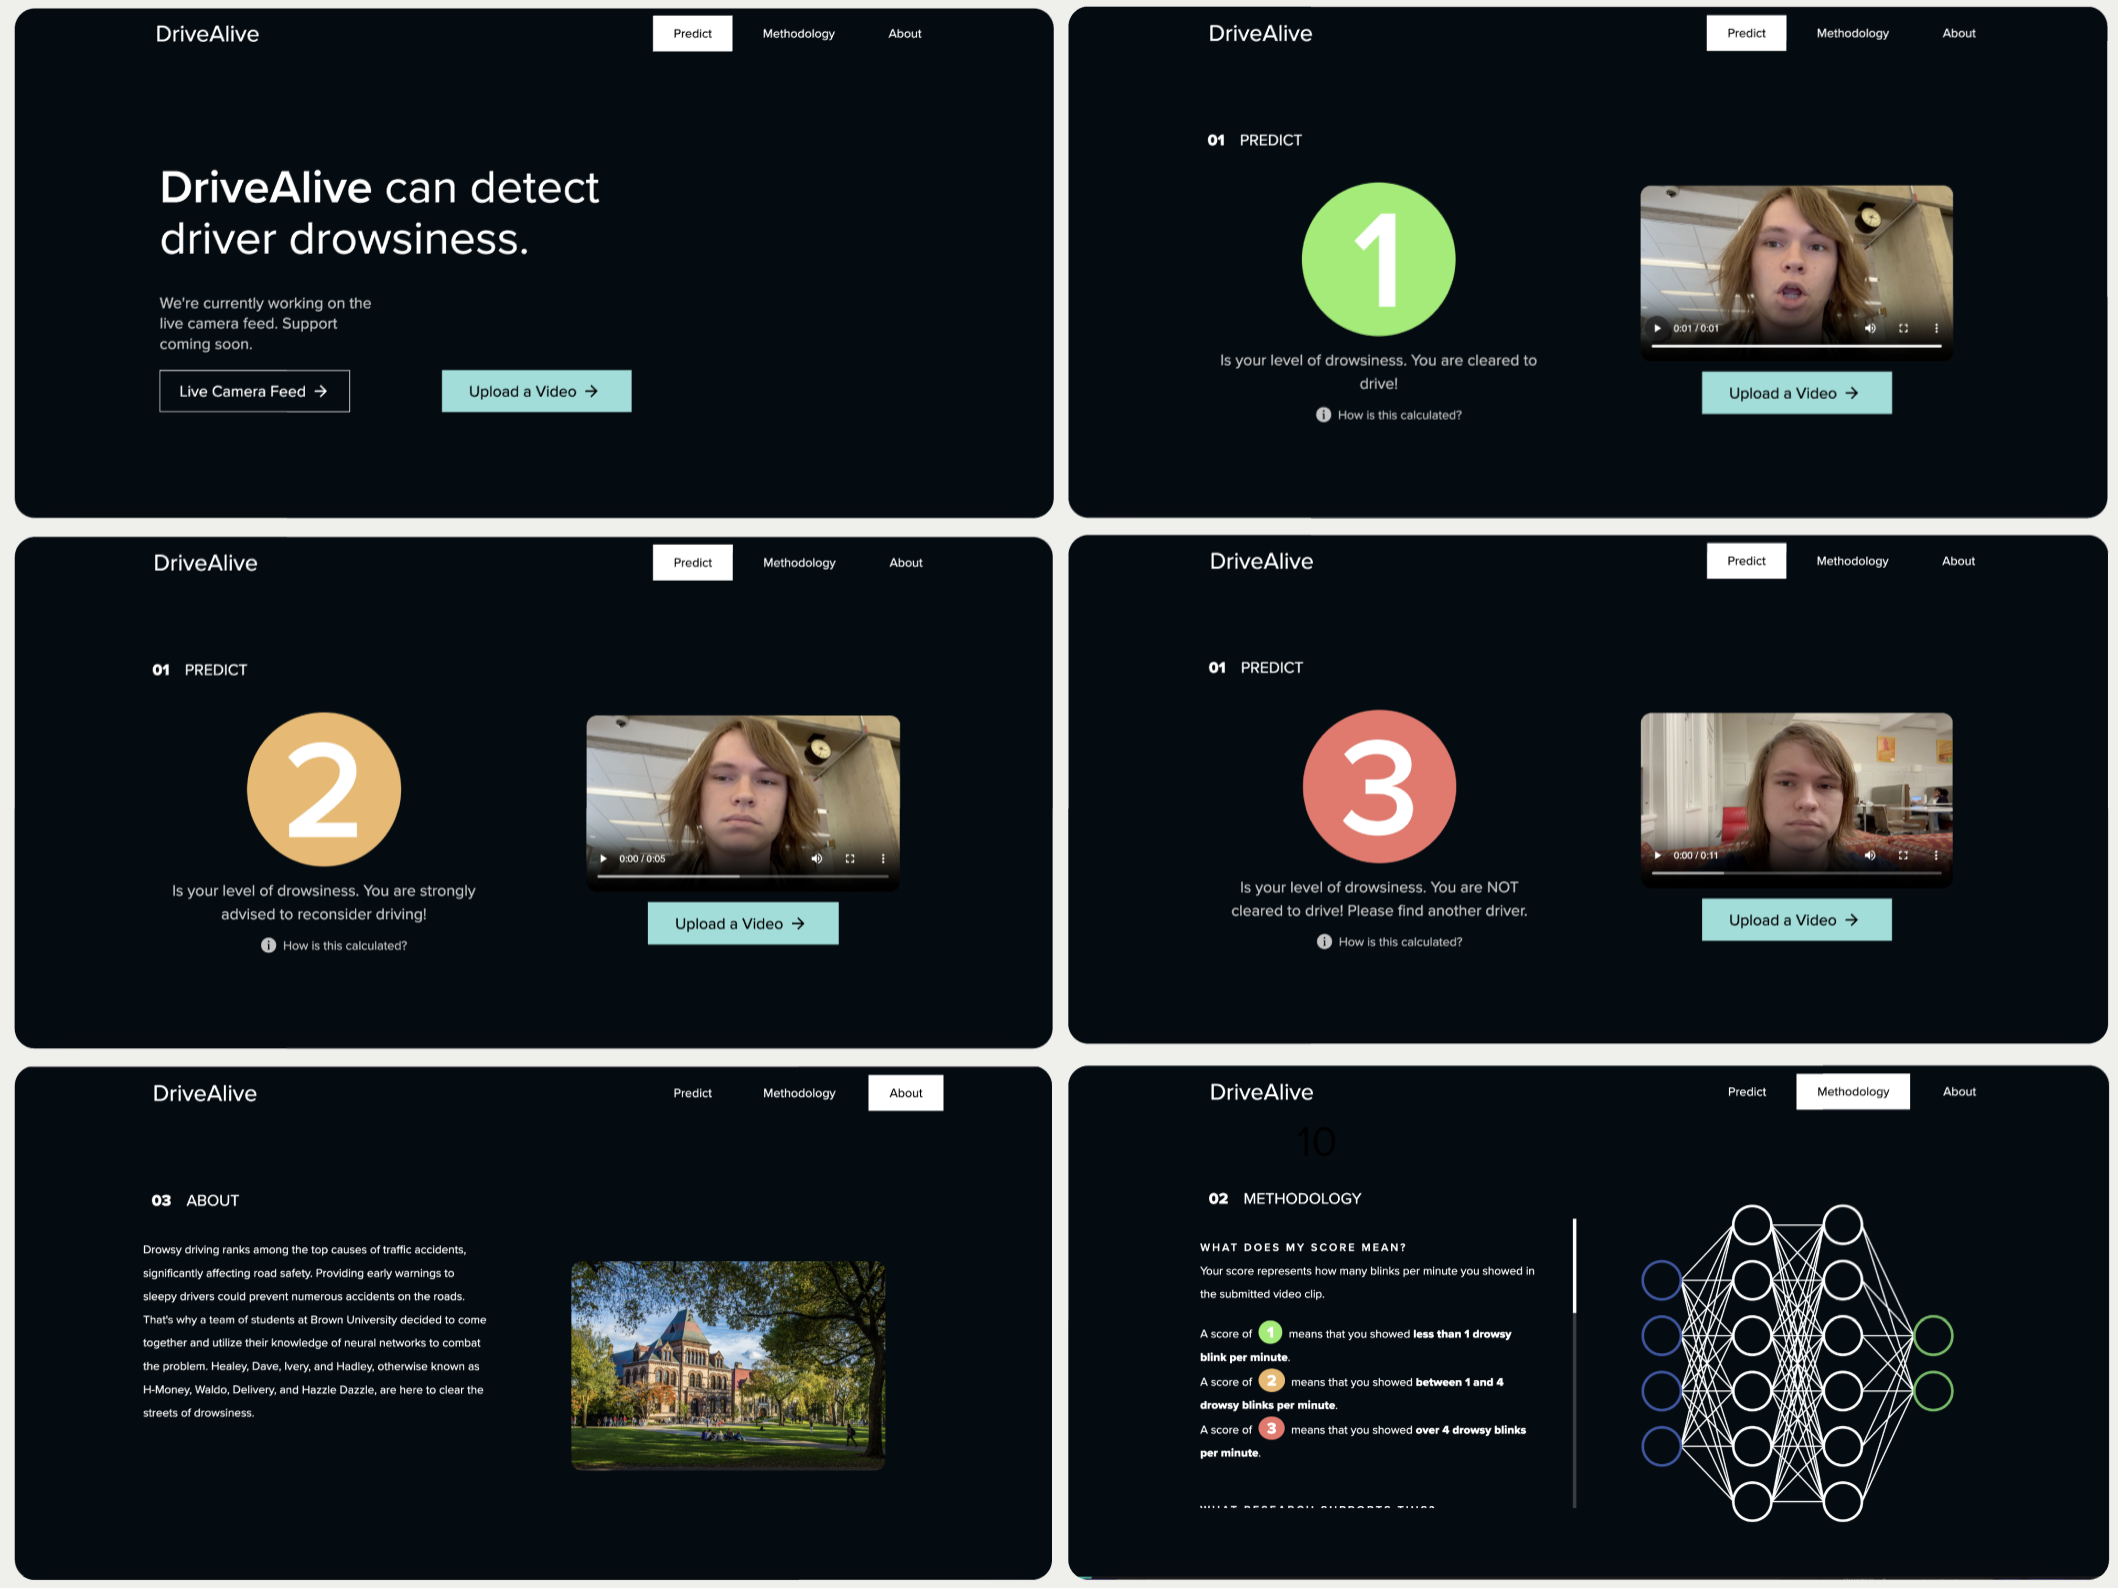 DriveAlive
Predict
Methodology
About
DriveAlive can detect
driver drowsiness.
We're currently working on the
live camera feed. Support
coming soon.
Live Camera Feed →
Upload a Video →
DriveAlive
Predict
Methodology
About
01 PREDICT
1
0:01 / 0:01
Is your level of drowsiness. You are cleared to
drive!
How is this calculated?
Upload a Video →
DriveAlive
Predict
Methodology
About
01 PREDICT
2
0:00 / 0:05
Is your level of drowsiness. You are strongly
advised to reconsider driving!
How is this calculated?
Upload a Video →
DriveAlive
Predict
Methodology
About
01 PREDICT
3
0:00 / 0:11
Is your level of drowsiness. You are NOT
cleared to drive! Please find another driver.
How is this calculated?
Upload a Video →
DriveAlive
Predict
Methodology
About
03 ABOUT
Drowsy driving ranks among the top causes of traffic accidents,
significantly affecting road safety. Providing early warnings to
sleepy drivers could prevent numerous accidents on the roads.
That's why a team of students at Brown University decided to come
together and utilize their knowledge of neural networks to combat
the problem. Healey, Dave, Ivery, and Hadley, otherwise known as
H-Money, Waldo, Delivery, and Hazzle Dazzle, are here to clear the
streets of drowsiness.
DriveAlive
Predict
Methodology
About
10
02 METHODOLOGY
WHAT DOES MY SCORE MEAN?
Your score represents how many blinks per minute you showed in
the submitted video clip.
A score of 1 means that you showed less than 1 drowsy
blink per minute.
A score of 2 means that you showed between 1 and 4
drowsy blinks per minute.
A score of 3 means that you showed over 4 drowsy blinks
per minute.
WHAT RESEARCH SUPPORTS THIS?